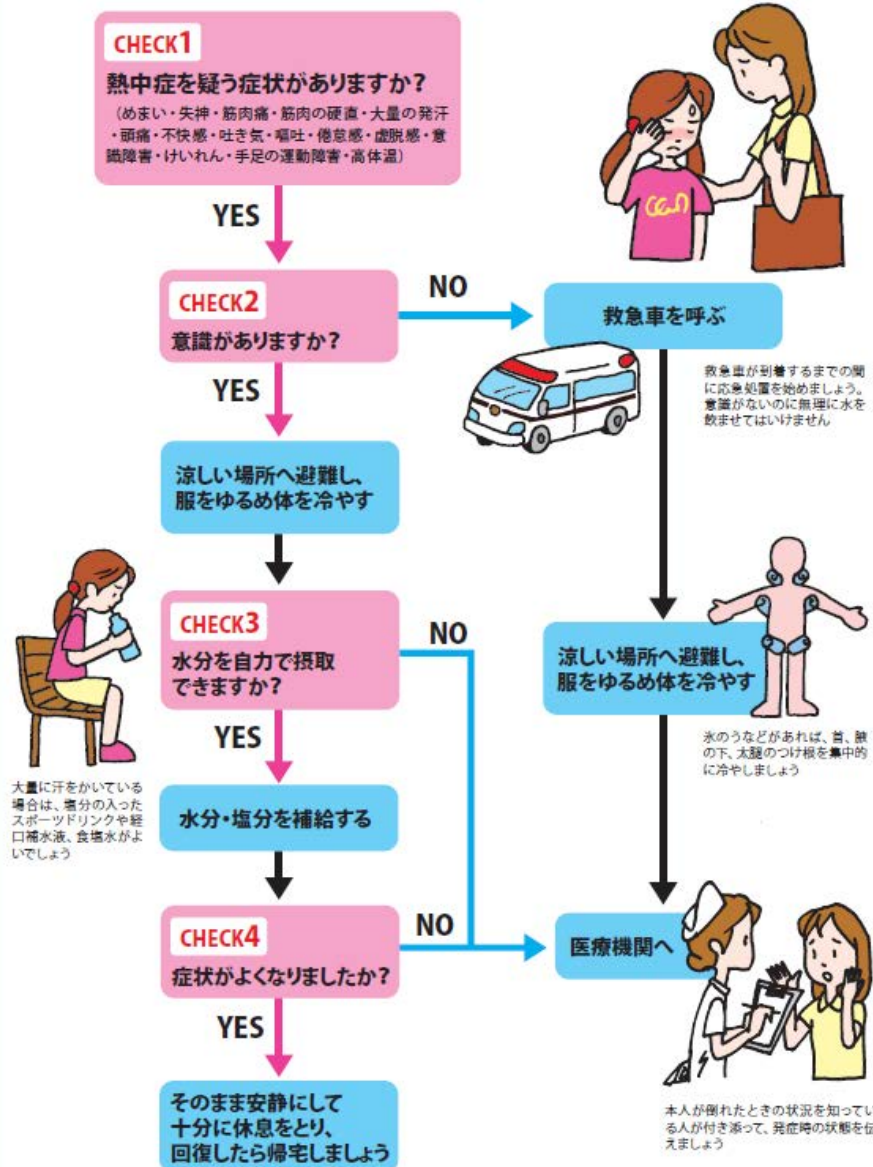 CHECK1
熱中症を疑う症状がありますか？
（めまい・失神・筋肉痛・筋肉の硬直・大量の発汗
・頭痛・不快感・吐き気・嘔吐・倦怠感・虚脱感・意
識障害・けいれん・手足の運動障害・高体温）
YES
CHECK2
意識がありますか？
NO
救急車を呼ぶ
救急車が到着するまでの間
に応急処置を始めましょう。
意識がないのに無理に水を
飲ませてはいけません
YES
涼しい場所へ避難し、
服をゆるめ体を冷やす
CHECK3
水分を自力で摂取
できますか？
NO
涼しい場所へ避難し、
服をゆるめ体を冷やす
氷のうなどがあれば、首、腋
の下、太腿のつけ根を集中的
に冷やしましょう
YES
大量に汗をかいている
場合は、塩分の入った
スポーツドリンクや経
口補水液、食塩水がよ
いでしょう
水分・塩分を補給する
CHECK4
症状がよくなりましたか？
NO
医療機関へ
YES
本人が倒れたときの状況を知ってい
る人が付き添って、発症時の状態を伝
えましょう
そのまま安静にして
十分に休息をとり、
回復したら帰宅しましょう